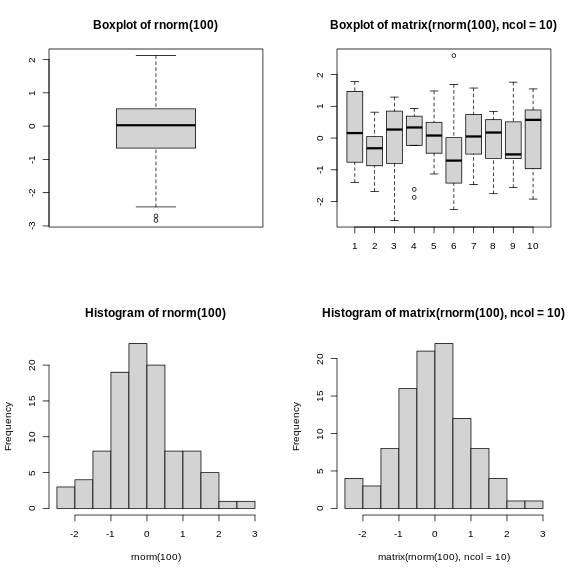 Boxplot of rnorm(100)
2
1
0
-1
-2
-3
Boxplot of matrix(rnorm(100), ncol = 10)
2
1
0
-1
-2
1 2 3 4 5 6 7 8 9 10
Histogram of rnorm(100)
Frequency
20
15
10
5
0
-2 -1 0 1 2 3
rnorm(100)
Histogram of matrix(rnorm(100), ncol = 10)
Frequency
20
15
10
5
0
-2 -1 0 1 2 3
matrix(rnorm(100), ncol = 10)